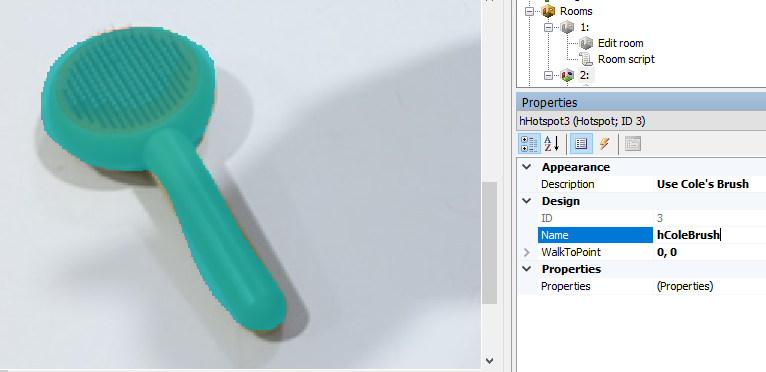 Rooms
1:
Edit room
Room script
2:
Properties
hHotspot3 (Hotspot; ID 3)
A
Z
Appearance
Description Use Cole's Brush
Design
ID 3
Name hColeBrush
WalkToPoint 0, 0
Properties
Properties (Properties)